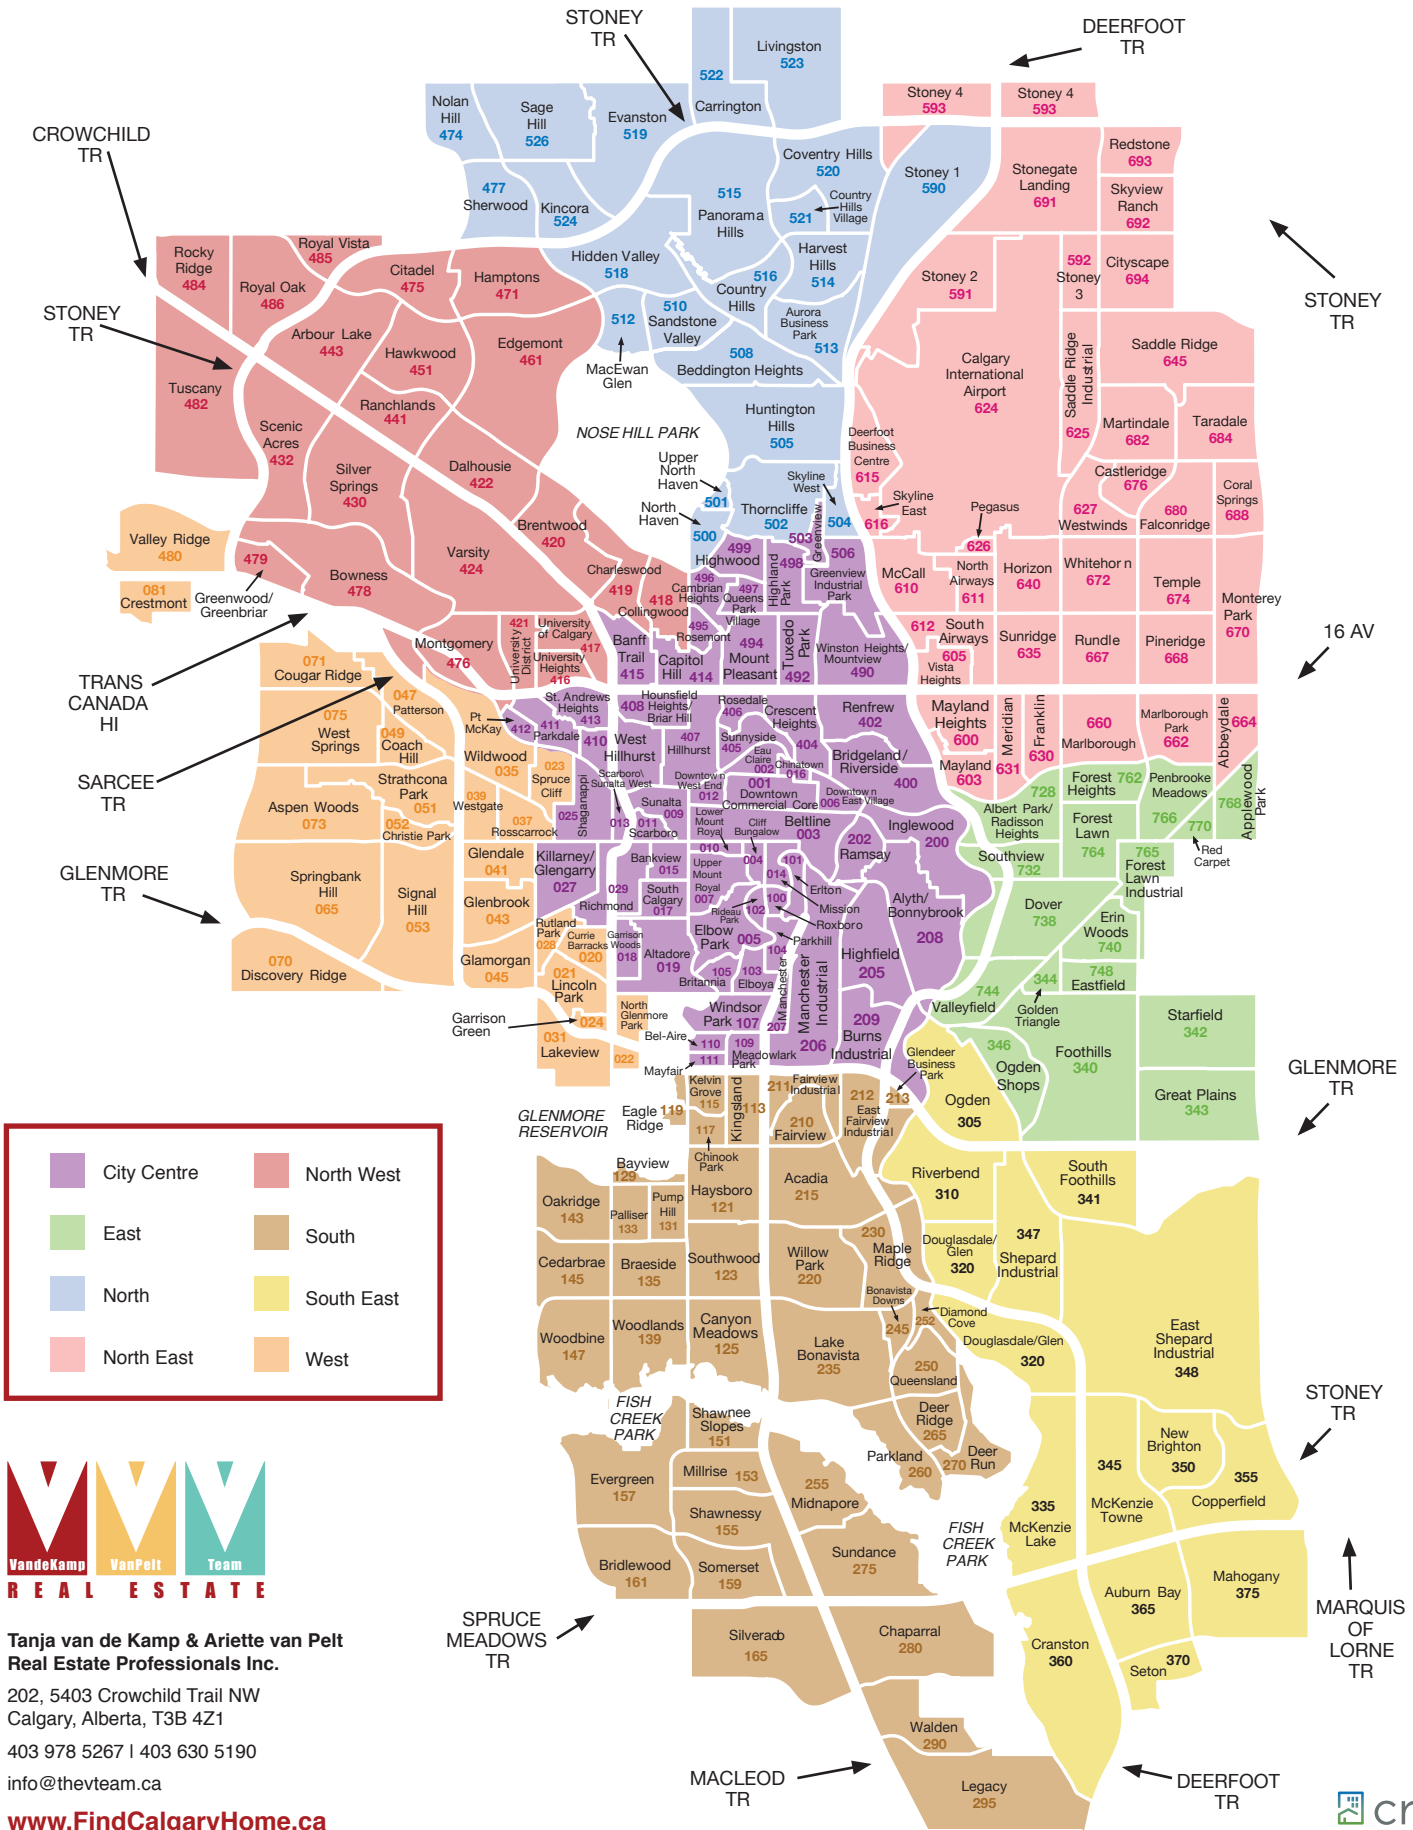 STONEY
TR
DEERFOOT
TR
Livingston
523
522
Carrington
Stoney 4
593
Stoney 4
593
Nolan
Hill
474
Sage
Hill
526
Evanston
519
CROWCHILD
TR
Coventry Hills
520
Stoney 1
590
Stonegate
Landing
691
Redstone
693
Skyview
Ranch
692
477
Sherwood
Kincora
524
515
Panorama
Hills
521
Country
Hills
Village
Rocky
Ridge
484
Royal Vista
485
Royal Oak
486
Citadel
475
Hamptons
471
Hidden Valley
518
516
Country
Hills
Harvest
Hills
514
Stoney 2
591
592
Stoney
3
Cityscape
694
STONEY
TR
STONEY
TR
Arbour Lake
443
Hawkwood
451
Edgemont
461
512
MacEwan
Glen
510
Sandstone
Valley
Aurora
Business
Park
513
508
Beddington Heights
Calgary
International
Airport
624
Saddle Ridge
Industrial
625
Saddle Ridge
645
Tuscany
482
Ranchlands
441
Scenic
Acres
432
Silver
Springs
430
Dalhousie
422
NOSE HILL PARK
Huntington
Hills
505
Deerfoot
Business
Centre
615
Martindale
682
Taradale
684
Upper
North
Haven
501
North
Haven
500
Skyline
West
504
Thorncliffe
502
503
Greenview
Skyline
East
616
Pegasus
626
Castleridge
676
627
Westwinds
680
Falconridge
Coral
Springs
688
Valley Ridge
480
479
Greenwood/
Greenbriar
081
Crestmont
Bowness
478
Varsity
424
Brentwood
420
Charleswood
419
418
Collingwood
499
Highwood
498
Highland
Park
506
Greenview
Industrial
Park
496
Cambrian
Heights
497
Queens
Park
Village
McCall
610
North
Airways
611
Horizon
640
Whitehorn
672
Temple
674
Monterey
Park
670
TRANS
CANADA
HI
Montgomery
476
421
University
District
University
of Calgary
417
University
Heights
416
Banff
Trail
415
Capitol
Hill
414
495
Rosemont
494
Mount
Pleasant
Tuxedo
Park
492
Winston Heights/
Mountview
490
612
South
Airways
605
Vista
Heights
Sunridge
635
Rundle
667
Pineridge
668
16 AV
071
Cougar Ridge
047
Patterson
075
West
Springs
049
Coach
Hill
Pt
McKay
412
St. Andrews
Heights
413
411
Parkdale
410
408
Hounsfield
Heights/
Briar Hill
West
Hillhurst
407
Hillhurst
Rosedale
406
Sunnyside
405
Crescent
Heights
404
Renfrew
402
Bridgeland/
Riverside
400
Mayland
Heights
600
Mayland
603
Meridian
631
Franklin
630
660
Marlborough
Marlborough
Park
662
Abbeydale
664
SARCEE
TR
Wildwood
035
023
Spruce
Cliff
Strathcona
Park
051
052
Christie Park
Aspen Woods
073
039
Westgate
037
Rosscarrock
025
Shaganappi
Scarboro\
Sunalta West
013
011
Scarboro
Sunalta
009
Downtown
West End
012
Eau
Claire
002
Chinatown
016
001
Downtown
Commercial Core
006
Downtown
East Village
Lower
Mount
Royal
010
Cliff
Bungalow
004
Beltline
003
202
Ramsay
Inglewood
200
728
Albert Park/
Radisson
Heights
Forest
Heights
762
Penbrooke
Meadows
766
Forest
Lawn
764
765
Forest
Lawn
Industrial
770
Red
Carpet
768
Applewood
Park
GLENMORE
TR
Springbank
Hill
065
Signal
Hill
053
Glendale
041
Glenbrook
043
Glamorgan
045
Killarney/
Glengarry
027
029
Richmond
Bankview
015
South
Calgary
017
Upper
Mount
Royal
007
101
014
100
102
Rideau
Park
Erlton
Mission
Roxboro
Parkhill
Southview
732
Alyth/
Bonnybrook
208
Dover
738
Erin
Woods
740
070
Discovery Ridge
Rutland
Park
028
Currie
Barracks
020
Garrison
Woods
018
Altadore
019
Elbow
Park
005
104
105
Britannia
103
Elboya
Manchester
207
Manchester
Industrial
206
Highfield
205
744
Valleyfield
344
Golden
Triangle
748
Eastfield
Garrison
Green
021
Lincoln
Park
024
031
Lakeview
North
Glenmore
Park
022
Windsor
Park 107
Bel-Aire
110
Mayfair
111
109
Meadowlark
Park
209
Burns
Industrial
Glendeer
Business
Park
213
346
Ogden
Shops
Foothills
340
Starfield
342
Great Plains
343
GLENMORE
TR
GLENMORE
RESERVOIR
Eagle
Ridge
119
Kelvin
Grove
115
Kingsland
113
117
Chinook
Park
211
Fairview
Industrial
210
Fairview
212
East
Fairview
Industrial
Ogden
305
City Centre
North West
East
South
North
South East
North East
West
Bayview
129
Oakridge
143
Palliser
133
Pump
Hill
131
Haysboro
121
Acadia
215
Riverbend
310
South
Foothills
341
347
Shepard
Industrial
Cedarbrae
145
Braeside
135
Southwood
123
Willow
Park
220
230
Maple
Ridge
Douglasdale/
Glen
320
Bonavista
Downs
245
252
Diamond
Cove
Woodbine
147
Woodlands
139
Canyon
Meadows
125
Lake
Bonavista
235
250
Queensland
Douglasdale/Glen
320
East
Shepard
Industrial
348
FISH
CREEK
PARK
Shawnee
Slopes
151
Deer
Ridge
265
Parkland
260
270
Deer
Run
STONEY
TR
Evergreen
157
Millrise 153
Shawnessy
155
255
Midnapore
335
McKenzie
Lake
345
McKenzie
Towne
New
Brighton
350
355
Copperfield
FISH
CREEK
PARK
Bridlewood
161
Somerset
159
Sundance
275
Auburn Bay
365
Mahogany
375
MARQUIS
OF
LORNE
TR
SPRUCE
MEADOWS
TR
Silverado
165
Chaparral
280
Cranston
360
Seton
370
Walden
290
Legacy
295
MACLEOD
TR
DEERFOOT
TR
VandeKamp
VanPelt
Team
REAL ESTATE
Tanja van de Kamp & Ariette van Pelt
Real Estate Professionals Inc.
202, 5403 Crowchild Trail NW
Calgary, Alberta, T3B 4Z1
403 978 5267 | 403 630 5190
info@thevteam.ca
www.FindCalgaryHome.ca
cr